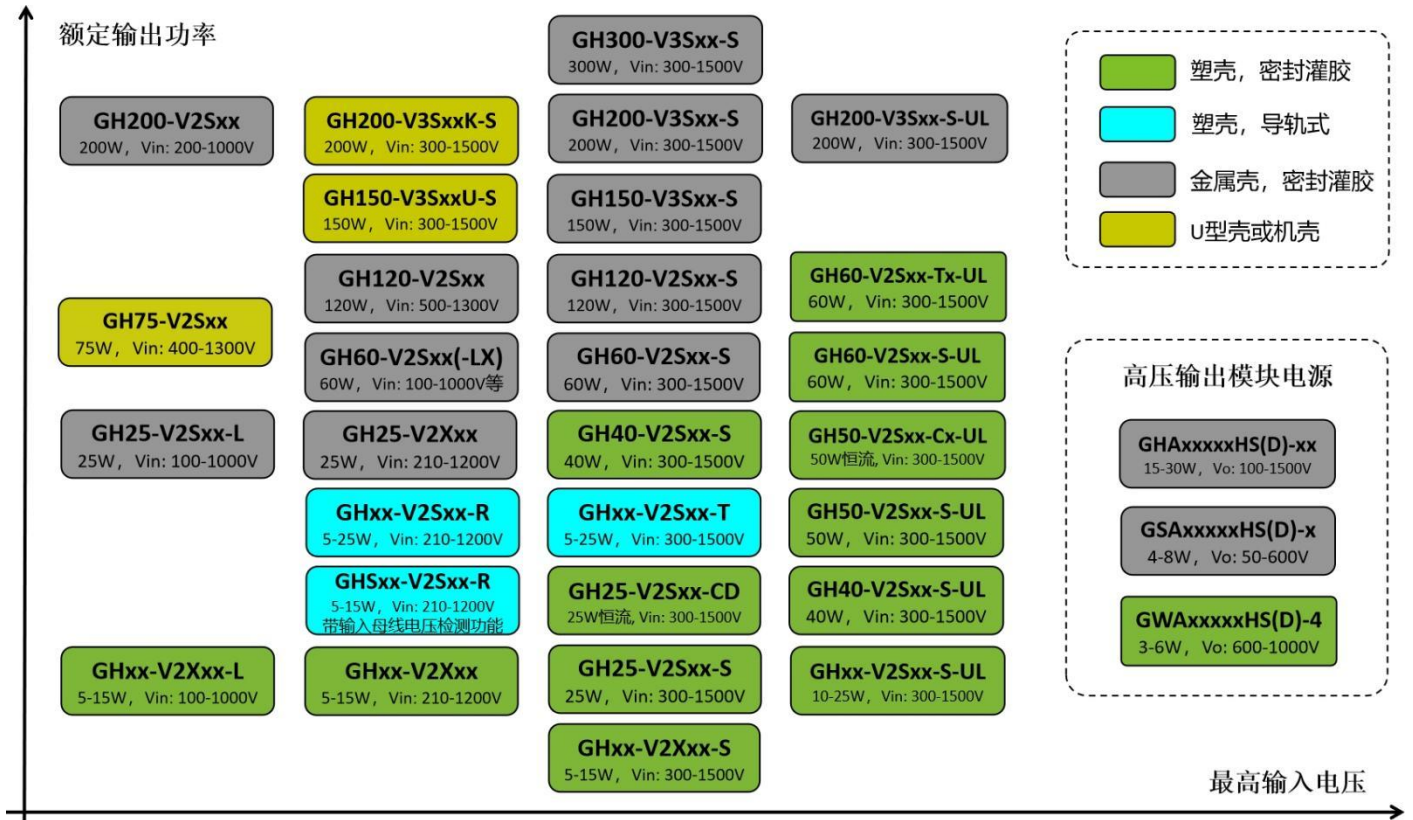 额定输出功率
GH300-V3Sxx-S
300W，Vin: 300-1500V
GH200-V2Sxx
200W，Vin: 200-1000V
GH200-V3SxxK-S
200W，Vin: 300-1500V
GH200-V3Sxx-S
200W，Vin: 300-1500V
GH200-V3Sxx-S-UL
200W，Vin: 300-1500V
GH150-V3SxxU-S
150W，Vin: 300-1500V
GH150-V3Sxx-S
150W，Vin: 300-1500V
GH75-V2Sxx
75W，Vin: 400-1300V
GH120-V2Sxx
120W，Vin: 500-1300V
GH120-V2Sxx-S
120W，Vin: 300-1500V
GH60-V2Sxx-Tx-UL
60W，Vin: 300-1500V
GH60-V2Sxx(-LX)
60W，Vin: 100-1000V等
GH60-V2Sxx-S
60W，Vin: 300-1500V
GH60-V2Sxx-S-UL
60W，Vin: 300-1500V
GH25-V2Sxx-L
25W，Vin: 100-1000V
GH25-V2Xxx
25W，Vin: 210-1200V
GH40-V2Sxx-S
40W，Vin: 300-1500V
GH50-V2Sxx-Cx-UL
50W恒流, Vin: 300-1500V
GHxx-V2Sxx-R
5-25W，Vin: 210-1200V
GHxx-V2Sxx-T
5-25W，Vin: 300-1500V
GH50-V2Sxx-S-UL
50W，Vin: 300-1500V
GHSxx-V2Sxx-R
5-15W，Vin: 210-1200V
带输入母线电压检测功能
GH25-V2Sxx-CD
25W恒流, Vin: 300-1500V
GH40-V2Sxx-S-UL
40W，Vin: 300-1500V
GHxx-V2Xxx-L
5-15W，Vin: 100-1000V
GHxx-V2Xxx
5-15W，Vin: 210-1200V
GH25-V2Sxx-S
25W，Vin: 300-1500V
GHxx-V2Sxx-S-UL
10-25W，Vin: 300-1500V
GHxx-V2Xxx-S
5-15W，Vin: 300-1500V
最高输入电压
塑壳，密封灌胶
塑壳，导轨式
金属壳，密封灌胶
U型壳或机壳
高压输出模块电源
GHAxxxxxHS(D)-xx
15-30W，Vo: 100-1500V
GSAxxxxxHS(D)-x
4-8W，Vo: 50-600V
GWAxxxxxHS(D)-4
3-6W，Vo: 600-1000V